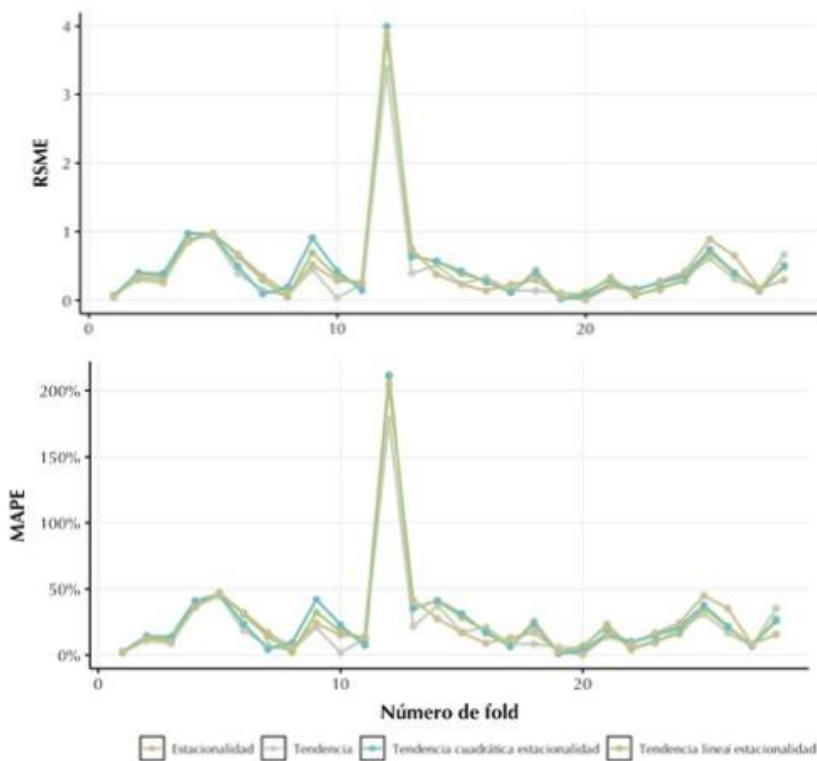 4
3
RSME
2
1
0
0
10
20
200%
150%
MAPE
100%
50%
0%
0
10
20
Número de fold
Estacionalidad
Tendencia
Tendencia cuadrática estacionalidad
Tendencia lineal estacionalidad